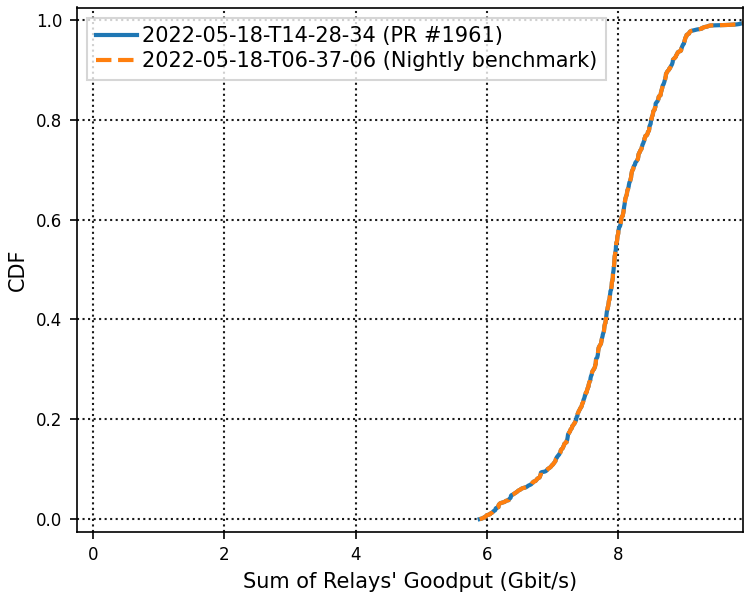 2022-05-18-T14-28-34 (PR #1961)
2022-05-18-T06-37-06 (Nightly benchmark)
1.0
0.8
0.6
0.4
0.2
0.0
CDF
0 2 4 6 8
Sum of Relays' Goodput (Gbit/s)